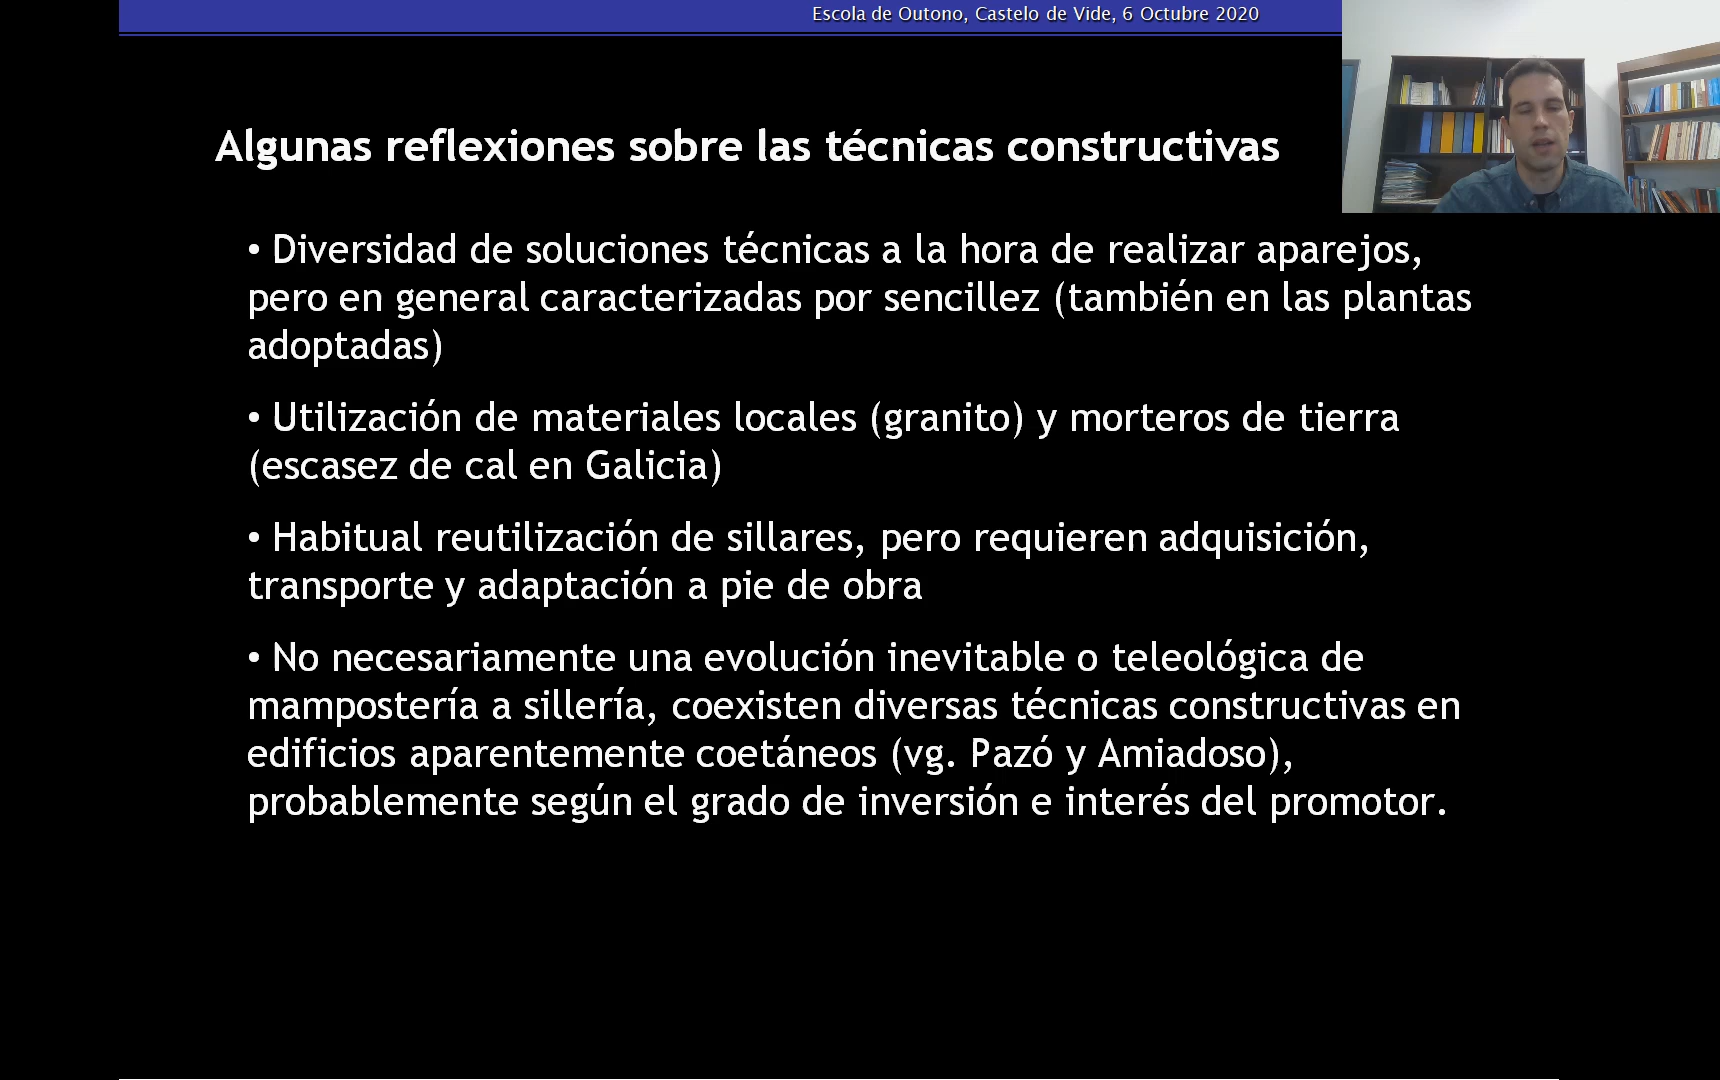 Escola de Outono, Castelo de Vide, 6 Octubre 2020
Algunas reflexiones sobre las técnicas constructivas
• Diversidad de soluciones técnicas a la hora de realizar aparejos,
pero en general caracterizadas por sencillez (también en las plantas
adoptadas)
• Utilización de materiales locales (granito) y morteros de tierra
(escasez de cal en Galicia)
• Habitual reutilización de sillares, pero requieren adquisición,
transporte y adaptación a pie de obra
• No necesariamente una evolución inevitable o teleológica de
mampostería a sillería, coexisten diversas técnicas constructivas en
edificios aparentemente coetáneos (vg. Pazó y Amiadoso),
probablemente según el grado de inversión e interés del promotor.